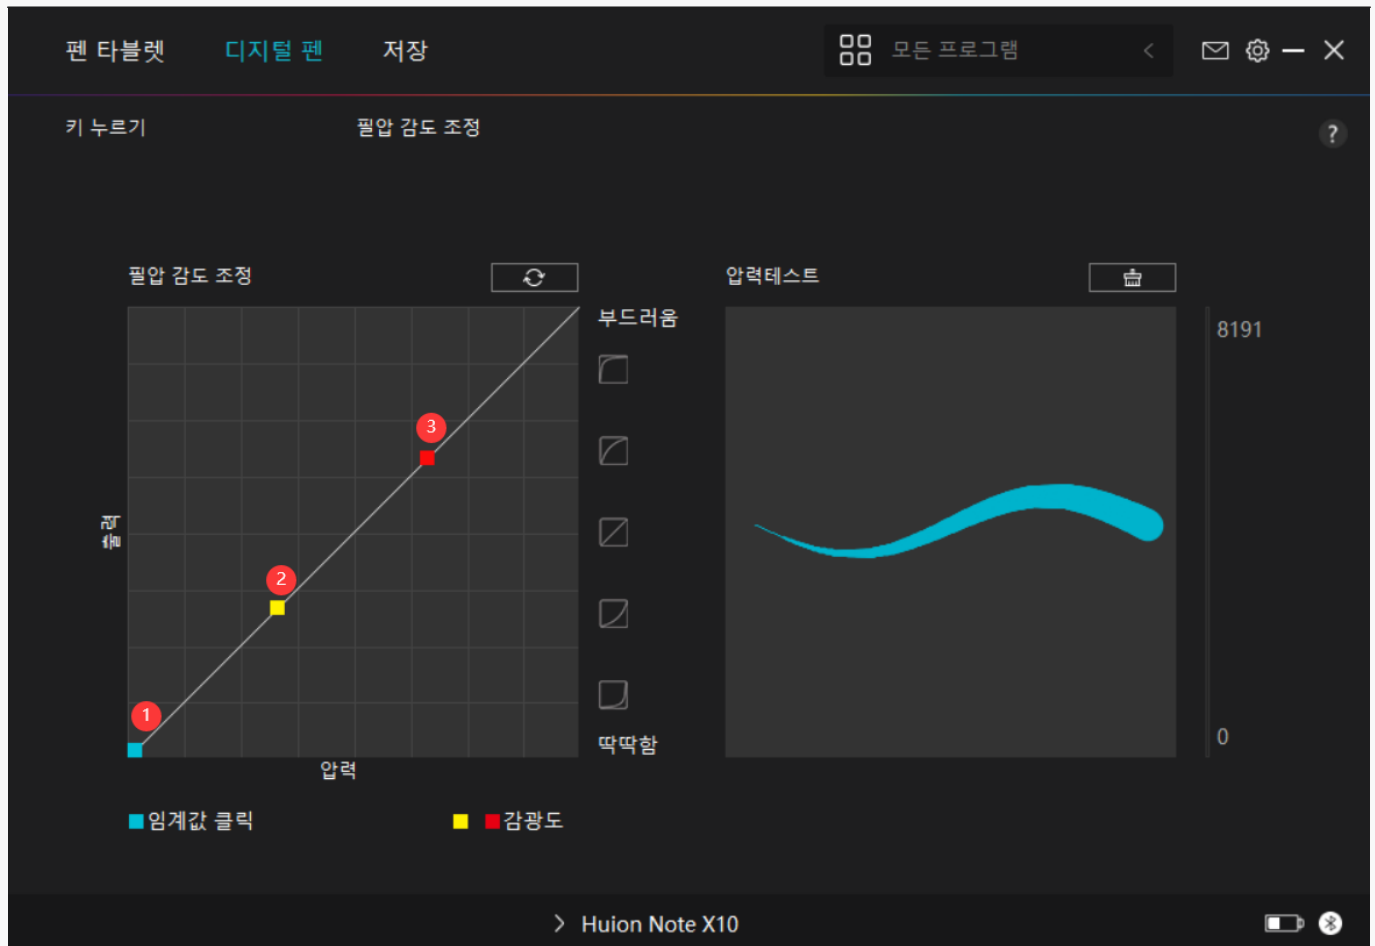 펜 타블렛 디지털 펜 저장 모든 프로그램
키 누르기 필압 감도 조정 ?
필압 감도 조정 압력테스트
부드러움
8191
3
출력
2
1
0
딱딱함
압력
임계값 클릭 감광도
Huion Note X10